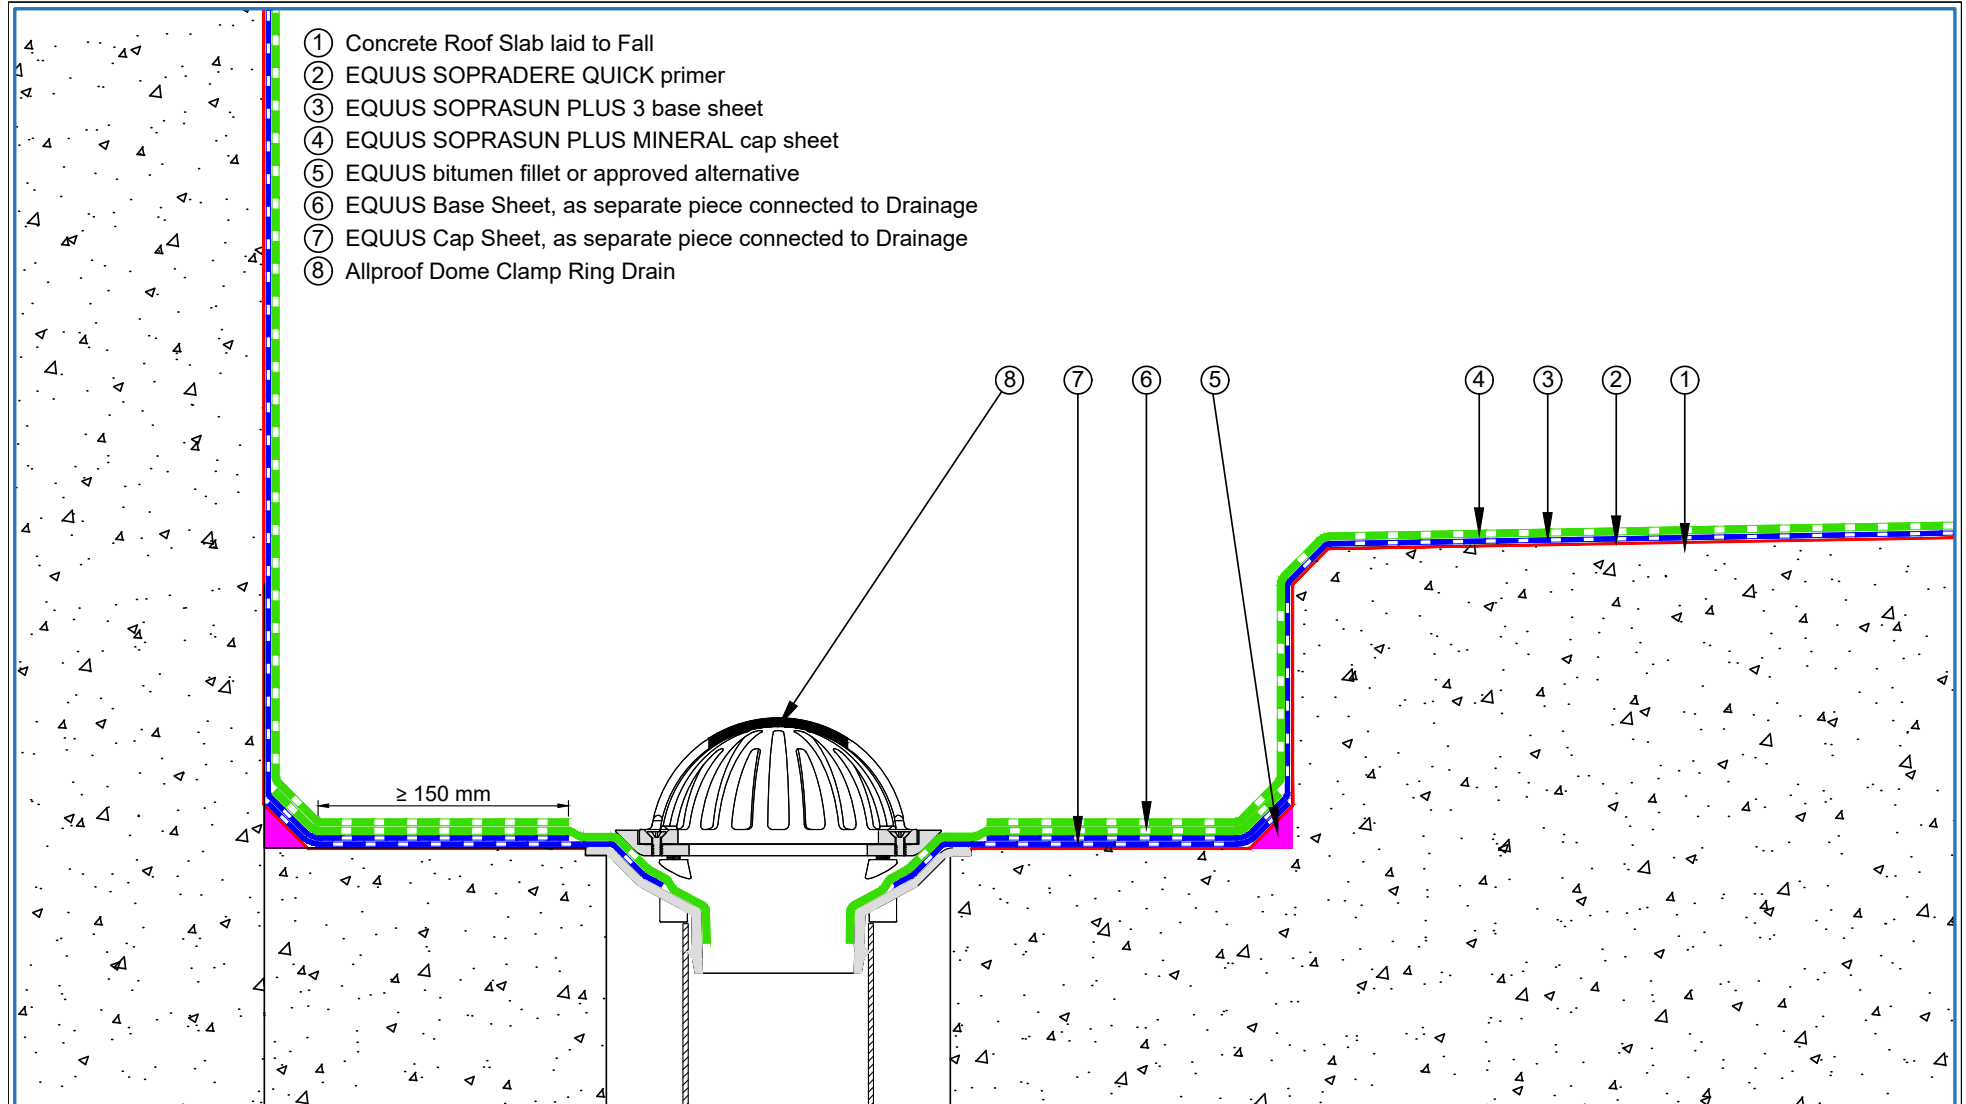 1 Concrete Roof Slab laid to Fall
2 EQUUS SOPRADERE QUICK primer
3 EQUUS SOPRASUN PLUS 3 base sheet
4 EQUUS SOPRASUN PLUS MINERAL cap sheet
5 EQUUS bitumen fillet or approved alternative
6 EQUUS Base Sheet, as separate piece connected to Drainage
7 EQUUS Cap Sheet, as separate piece connected to Drainage
8 Allproof Dome Clamp Ring Drain
8 7 6 5 4 3 2 1
≥ 150 mm